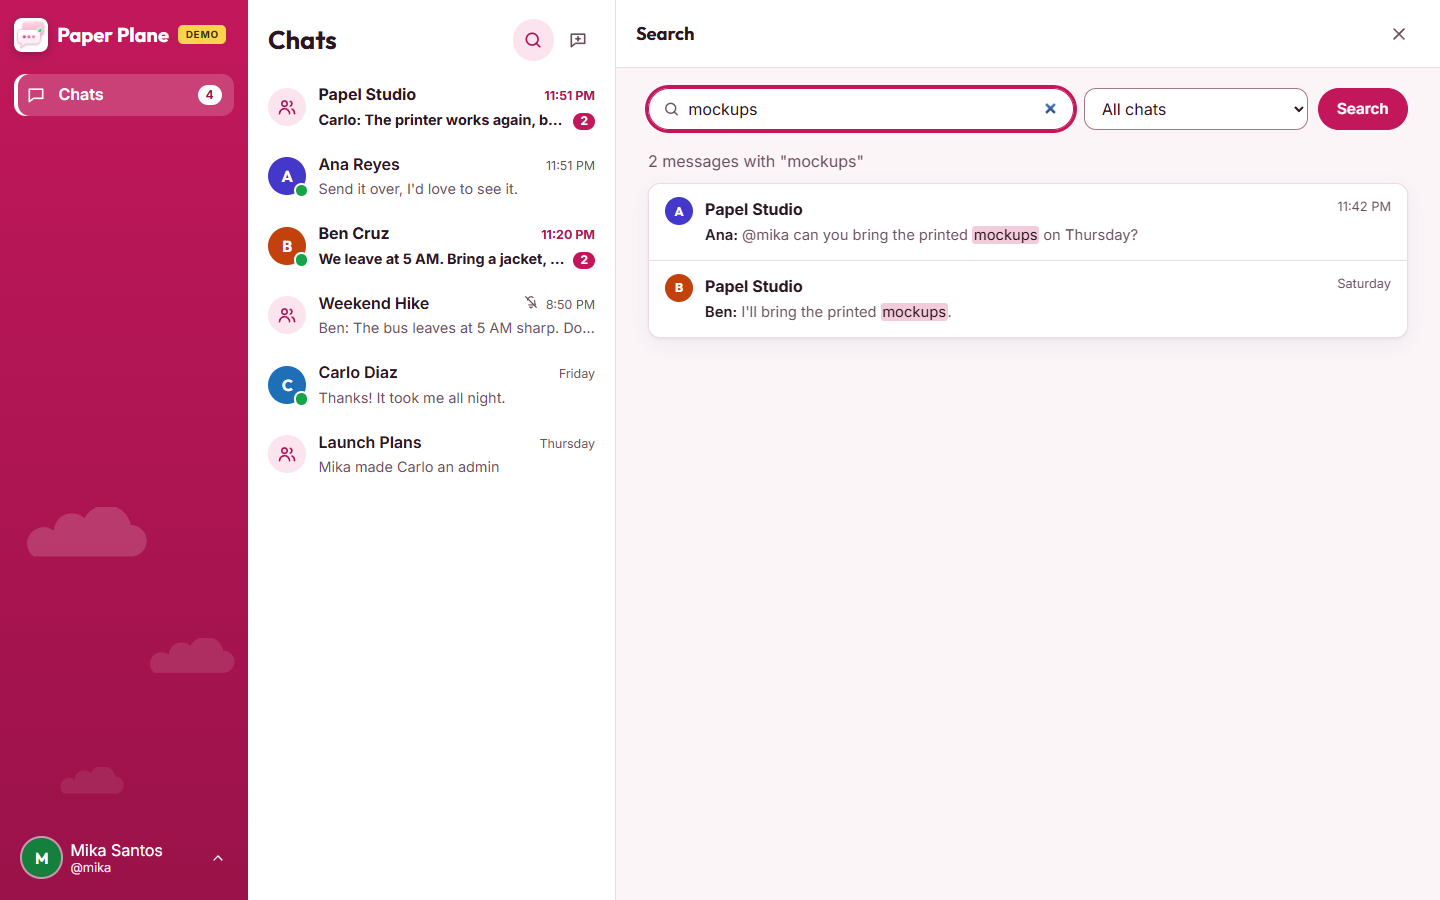 Paper Plane DEMO
Chats 4
Mika Santos
@mika
Chats
Papel Studio 11:51 PM
Carlo: The printer works again, b... 2
Ana Reyes 11:51 PM
Send it over, I'd love to see it.
Ben Cruz 11:20 PM
We leave at 5 AM. Bring a jacket, ... 2
Weekend Hike 8:50 PM
Ben: The bus leaves at 5 AM sharp. Do...
Carlo Diaz Friday
Thanks! It took me all night.
Launch Plans Thursday
Mika made Carlo an admin
Search
mockups All chats Search
2 messages with "mockups"
Papel Studio 11:42 PM
Ana: @mika can you bring the printed mockups on Thursday?
Papel Studio Saturday
Ben: I'll bring the printed mockups.
A
B
C
M
A
B